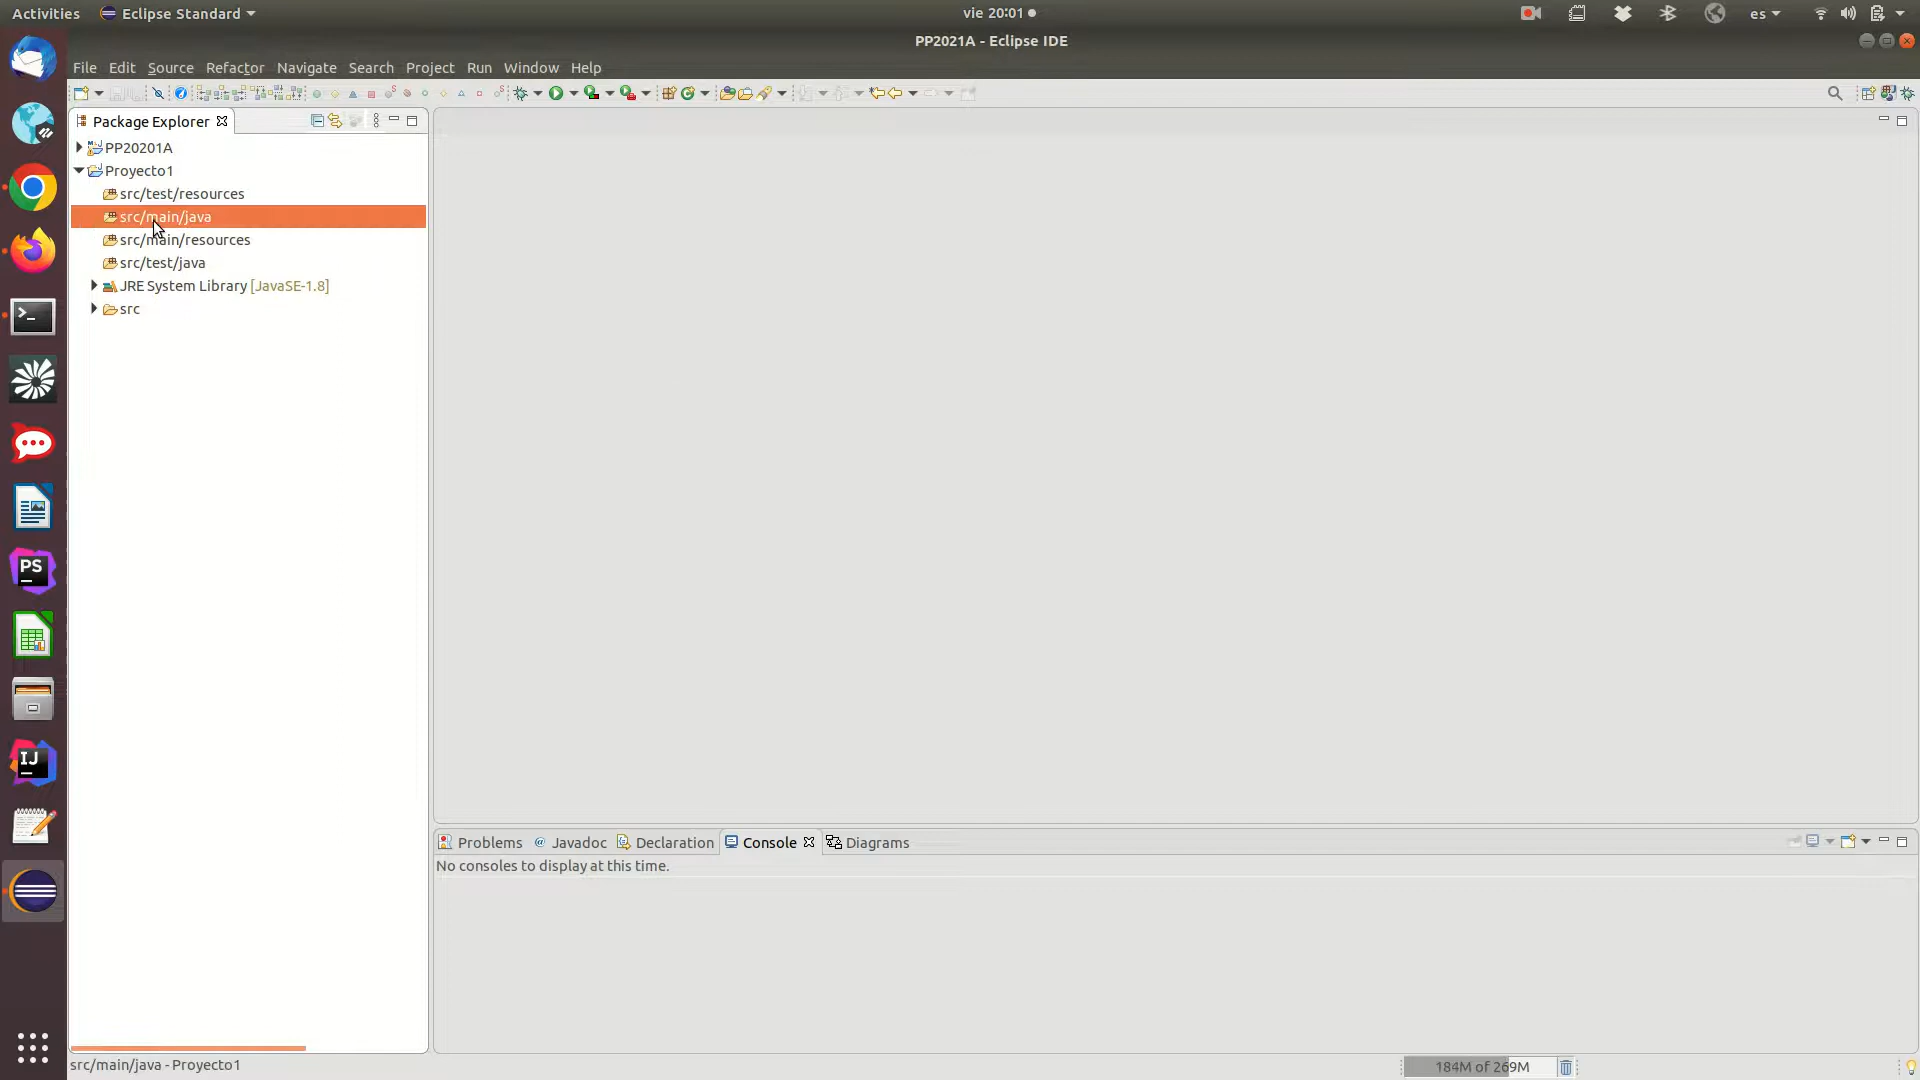 Activities Eclipse Standard vie 20:01 es
PP2021A - Eclipse IDE
File Edit Source Refactor Navigate Search Project Run Window Help
Package Explorer
PP20201A
Proyecto1
src/test/resources
src/main/java
src/main/resources
src/test/java
JRE System Library [JavaSE-1.8]
src
PS
IJ
Problems Javadoc Declaration Console Diagrams
No consoles to display at this time.
src/main/java - Proyecto1
184M of 269M